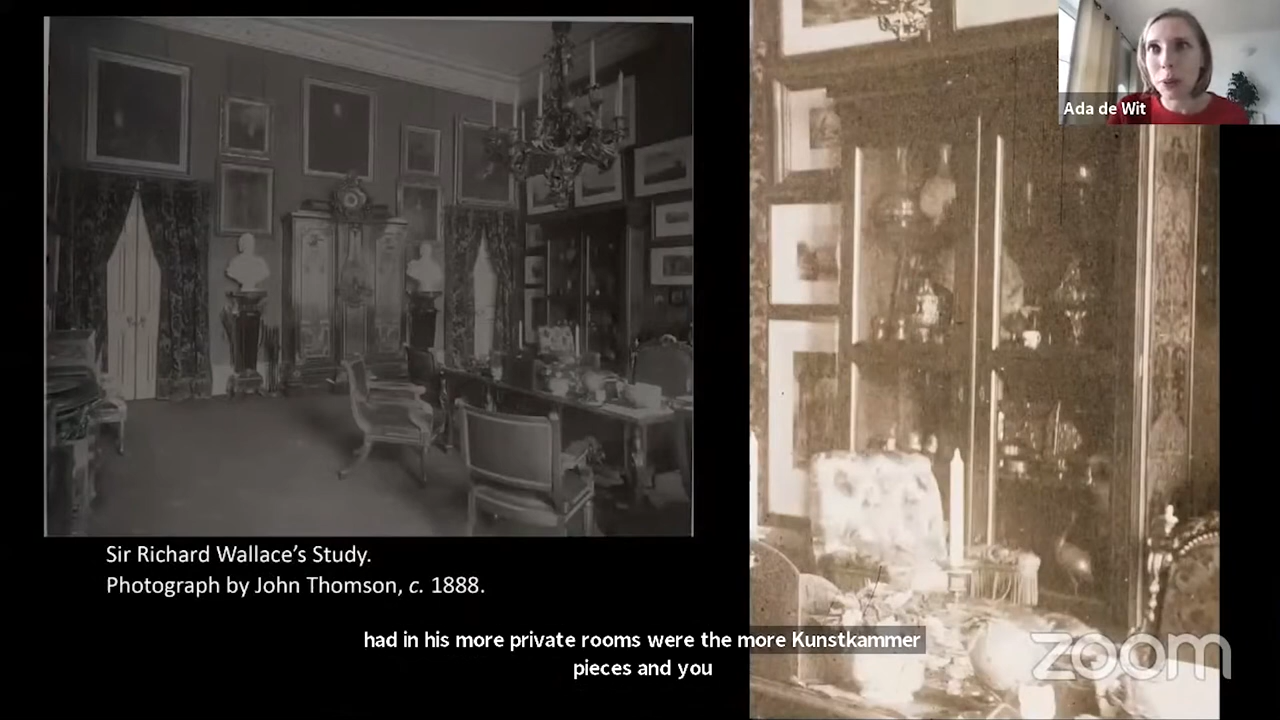 Ada de Wit
Sir Richard Wallace’s Study.
Photograph by John Thomson, c. 1888.
had in his more private rooms were the more Kunstkammer
pieces and you
zoom